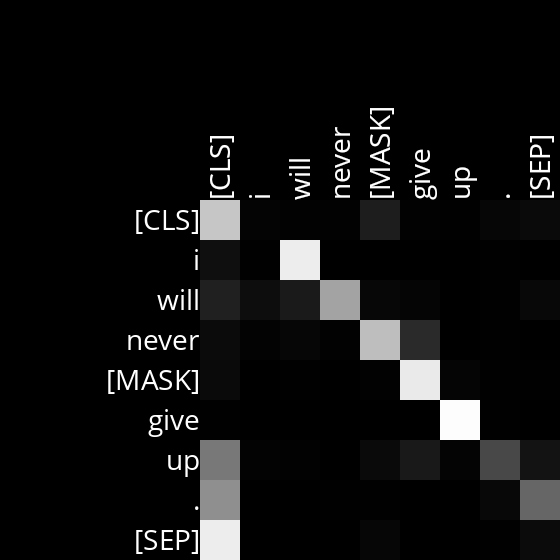 [CLS] i will never [MASK] give up . [SEP]
[CLS]
i
will
never
[MASK]
give
up
.
[SEP]